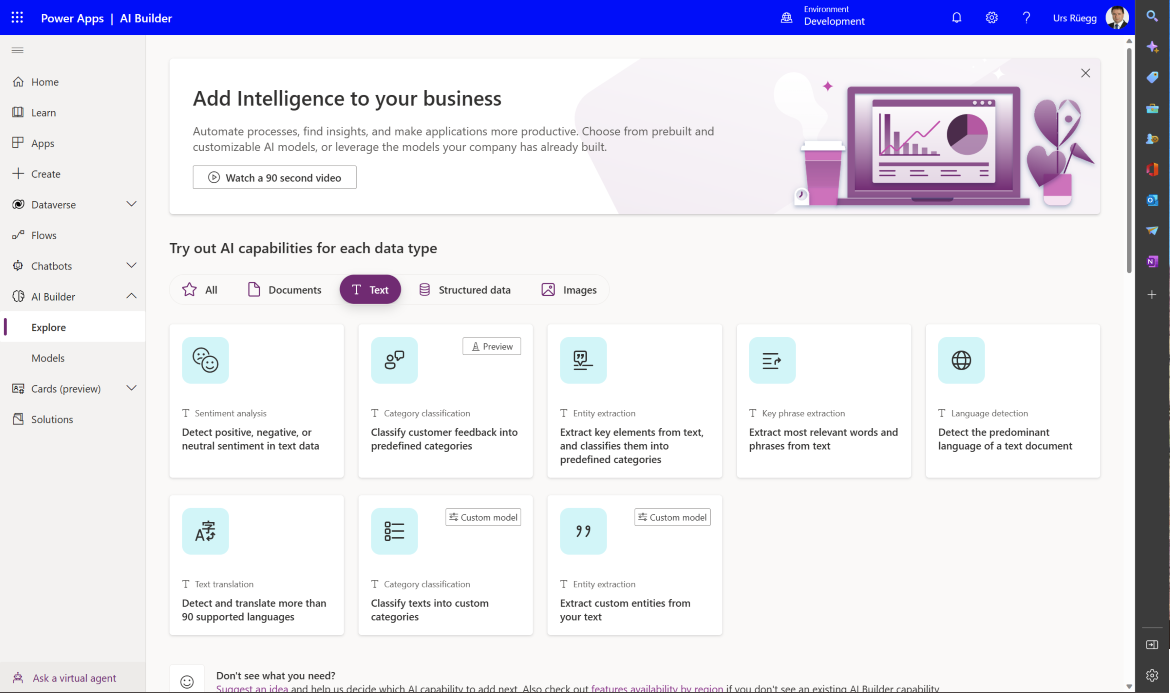 Power Apps | AI Builder
Environment
Development
Urs Rüegg
Home
Learn
Apps
Create
Dataverse
Flows
Chatbots
AI Builder
Explore
Models
Cards (preview)
Solutions
Ask a virtual agent
Add Intelligence to your business
Automate processes, find insights, and make applications more productive. Choose from prebuilt and
customizable AI models, or leverage the models your company has already built.
Watch a 90 second video
Try out AI capabilities for each data type
All
Documents
Text
Structured data
Images
Sentiment analysis
Detect positive, negative, or
neutral sentiment in text data
Preview
Category classification
Classify customer feedback into
predefined categories
Entity extraction
Extract key elements from text,
and classifies them into
predefined categories
Key phrase extraction
Extract most relevant words and
phrases from text
Language detection
Detect the predominant
language of a text document
Text translation
Detect and translate more than
90 supported languages
Custom model
Category classification
Classify texts into custom
categories
Custom model
Entity extraction
Extract custom entities from
your text
Don't see what you need?
Suggest an idea and help us decide which AI capability to add next. Also check out features availability by region if you don't see an existing AI Builder capability